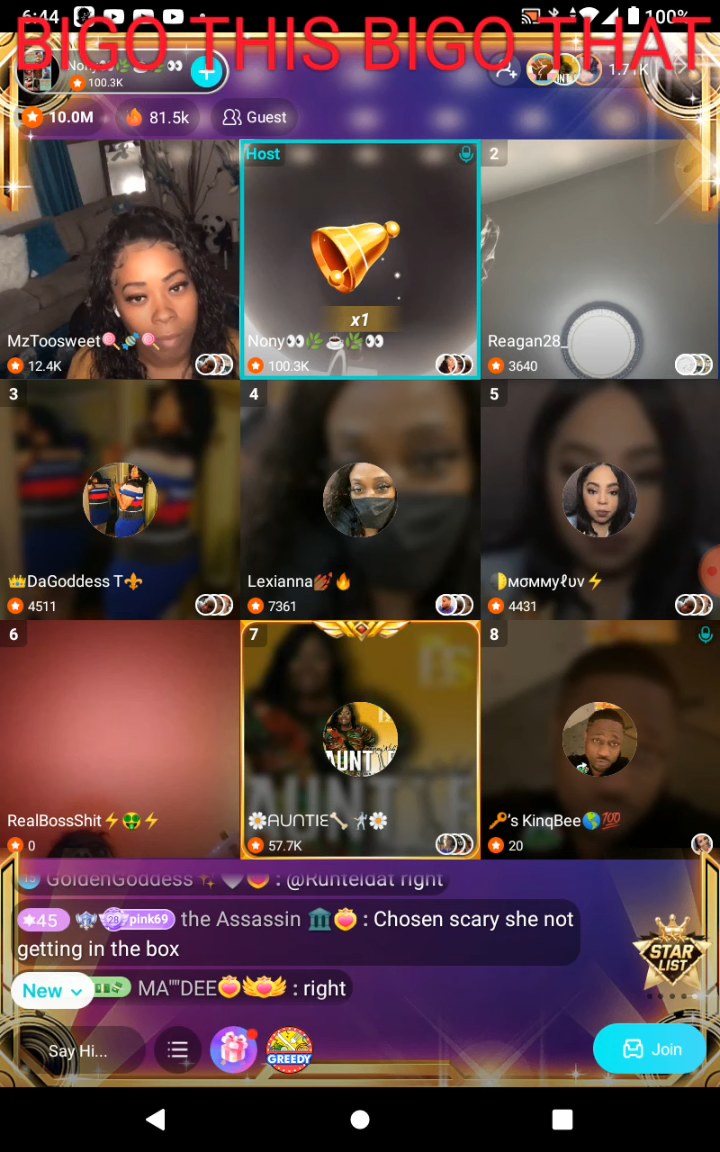 6:44
100%
BIGO THIS BIGO THAT
100.3K
10.0M
81.5k
Guest
Host
2
x1
MzToosweet🍭🍬🍭
Nony👀🌿☕🌿👀
Reagan28_
12.4K
100.3K
3640
3
4
5
👑DaGoddess T⚜️
Lexianna💅🏾🔥
🌗мσммуℓυν⚡
4511
7361
4431
6
7
8
AUNTIE
RealBossShit⚡🤑⚡
🌼AUNTIE🦴🤺🌼
🔑's KinqBee🌎💯
0
57.7K
20
GoldenGoddess : @Runteldat right
45 28 pink69 the Assassin 🏛️🍑 : Chosen scary she not
getting in the box
STAR
LIST
New MA""DEE : right
Say Hi...
GREEDY
Join